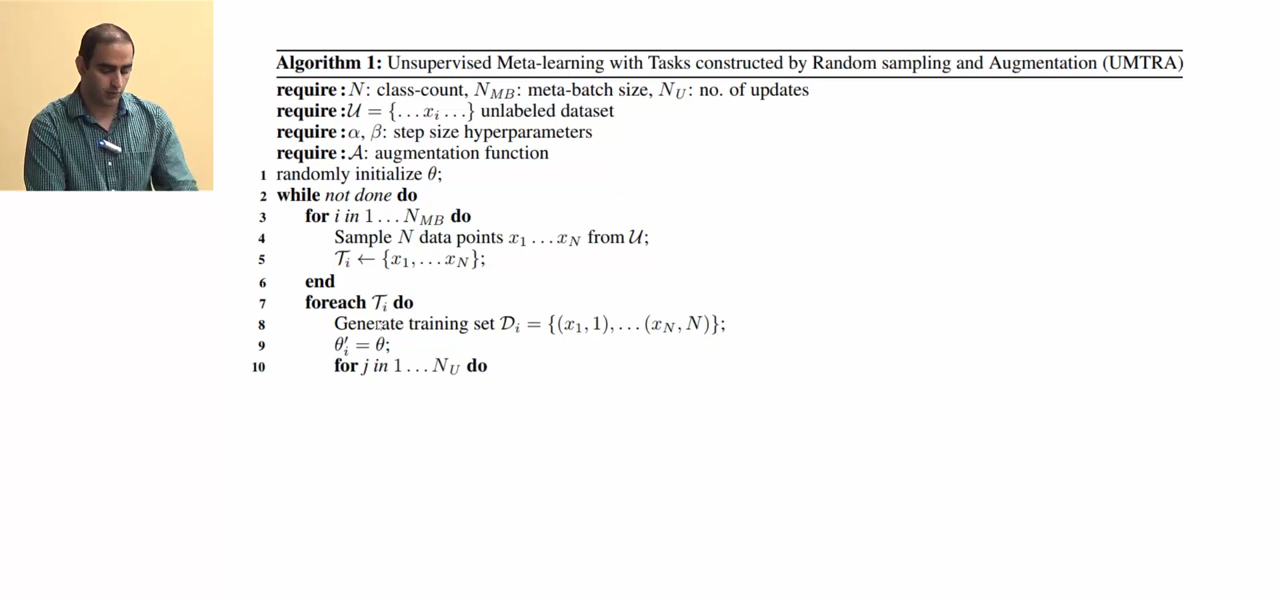 Algorithm 1: Unsupervised Meta-learning with Tasks constructed by Random sampling and Augmentation (UMTRA)
require: N: class-count, N_MB: meta-batch size, N_U: no. of updates
require: 𝒰 = {…x_i…} unlabeled dataset
require: α, β: step size hyperparameters
require: 𝒜: augmentation function
1 randomly initialize θ;
2 while not done do
3 for i in 1…N_MB do
4 Sample N data points x_1…x_N from 𝒰;
5 𝒯_i ← {x_1,…x_N};
6 end
7 foreach 𝒯_i do
8 Generate training set 𝒟_i = {(x_1, 1),…(x_N, N)};
9 θ′_i = θ;
10 for j in 1…N_U do